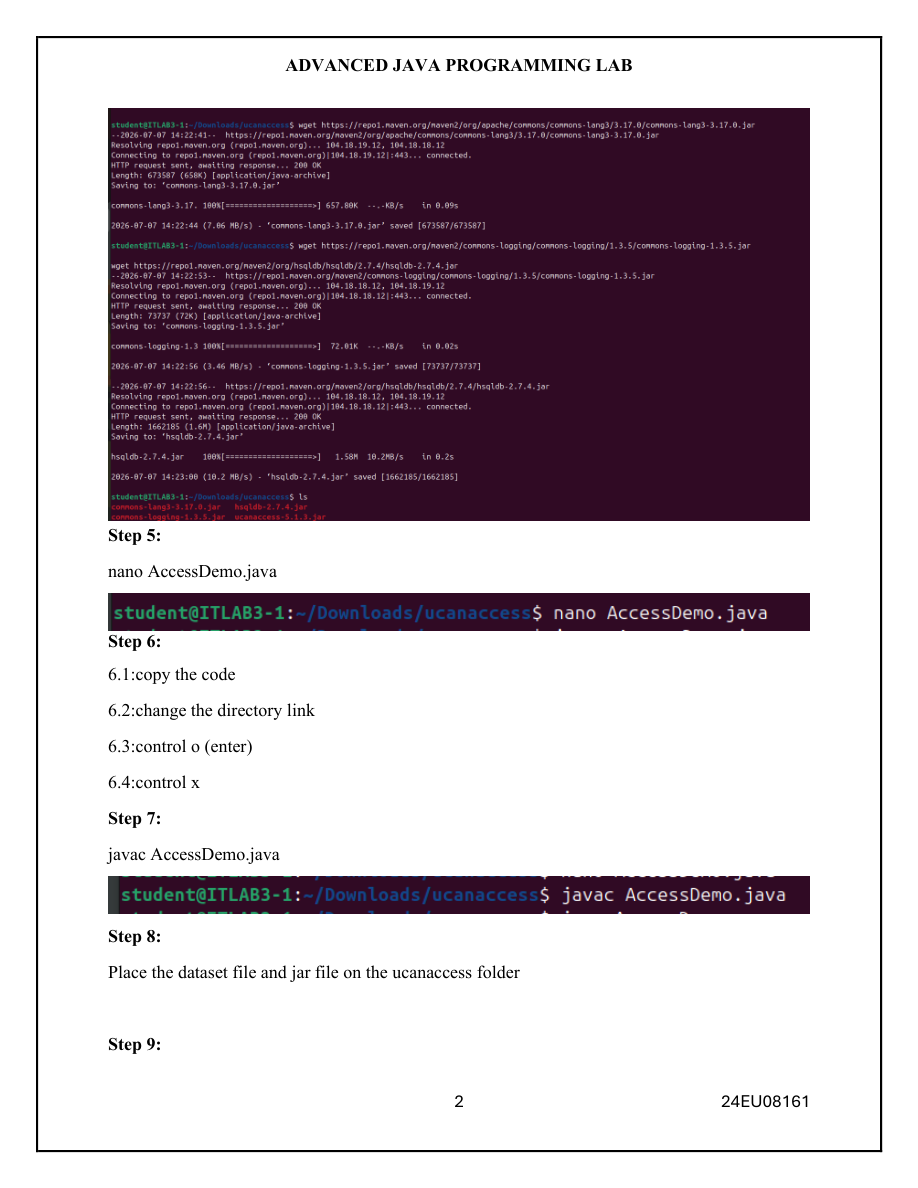 ADVANCED JAVA PROGRAMMING LAB
student@ITLAB3-1:~/Downloads/ucanaccess$ wget https://repo1.maven.org/maven2/org/apache/commons/commons-lang3/3.17.0/commons-lang3-3.17.0.jar
--2026-07-07 14:22:41-- https://repo1.maven.org/maven2/org/apache/commons/commons-lang3/3.17.0/commons-lang3-3.17.0.jar
Resolving repo1.maven.org (repo1.maven.org)... 104.18.19.12, 104.18.18.12
Connecting to repo1.maven.org (repo1.maven.org)|104.18.19.12|:443... connected.
HTTP request sent, awaiting response... 200 OK
Length: 673587 (658K) [application/java-archive]
Saving to: ‘commons-lang3-3.17.0.jar’
commons-lang3-3.17. 100%[===================>] 657.80K --.-KB/s in 0.09s
2026-07-07 14:22:44 (7.06 MB/s) - ‘commons-lang3-3.17.0.jar’ saved [673587/673587]
student@ITLAB3-1:~/Downloads/ucanaccess$ wget https://repo1.maven.org/maven2/commons-logging/commons-logging/1.3.5/commons-logging-1.3.5.jar
wget https://repo1.maven.org/maven2/org/hsqldb/hsqldb/2.7.4/hsqldb-2.7.4.jar
--2026-07-07 14:22:53-- https://repo1.maven.org/maven2/commons-logging/commons-logging/1.3.5/commons-logging-1.3.5.jar
Resolving repo1.maven.org (repo1.maven.org)... 104.18.18.12, 104.18.19.12
Connecting to repo1.maven.org (repo1.maven.org)|104.18.18.12|:443... connected.
HTTP request sent, awaiting response... 200 OK
Length: 73737 (72K) [application/java-archive]
Saving to: ‘commons-logging-1.3.5.jar’
commons-logging-1.3 100%[===================>] 72.01K --.-KB/s in 0.02s
2026-07-07 14:22:56 (3.46 MB/s) - ‘commons-logging-1.3.5.jar’ saved [73737/73737]
--2026-07-07 14:22:56-- https://repo1.maven.org/maven2/org/hsqldb/hsqldb/2.7.4/hsqldb-2.7.4.jar
Resolving repo1.maven.org (repo1.maven.org)... 104.18.18.12, 104.18.19.12
Connecting to repo1.maven.org (repo1.maven.org)|104.18.18.12|:443... connected.
HTTP request sent, awaiting response... 200 OK
Length: 1662185 (1.6M) [application/java-archive]
Saving to: ‘hsqldb-2.7.4.jar’
hsqldb-2.7.4.jar 100%[===================>] 1.58M 10.2MB/s in 0.2s
2026-07-07 14:23:00 (10.2 MB/s) - ‘hsqldb-2.7.4.jar’ saved [1662185/1662185]
student@ITLAB3-1:~/Downloads/ucanaccess$ ls
commons-lang3-3.17.0.jar hsqldb-2.7.4.jar
commons-logging-1.3.5.jar ucanaccess-5.1.3.jar
Step 5:
nano AccessDemo.java
student@ITLAB3-1:~/Downloads/ucanaccess$ nano AccessDemo.java
Step 6:
6.1:copy the code
6.2:change the directory link
6.3:control o (enter)
6.4:control x
Step 7:
javac AccessDemo.java
student@ITLAB3-1:~/Downloads/ucanaccess$ javac AccessDemo.java
Step 8:
Place the dataset file and jar file on the ucanaccess folder
Step 9:
2 24EU08161